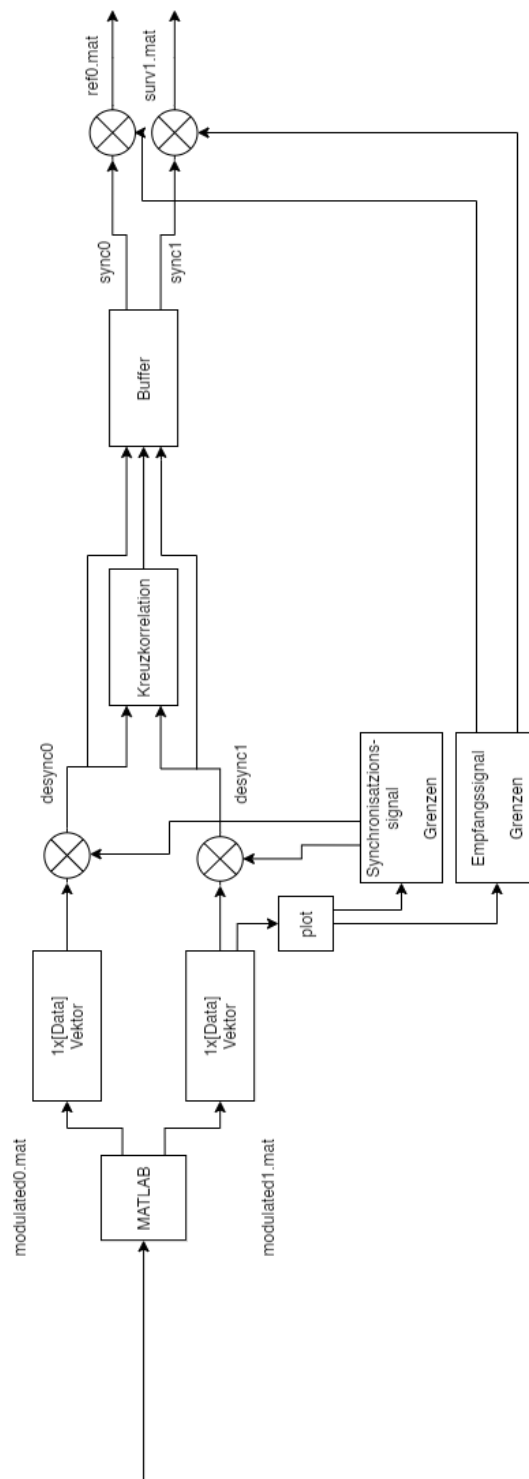 modulated0.mat
MATLAB
modulated1.mat
1x[Data]
Vektor
1x[Data]
Vektor
plot
desync0
desync1
Synchronisatzions-
signal
Grenzen
Empfangssignal
Grenzen
Kreuzkorrelation
Buffer
sync0
sync1
ref0.mat
surv1.mat